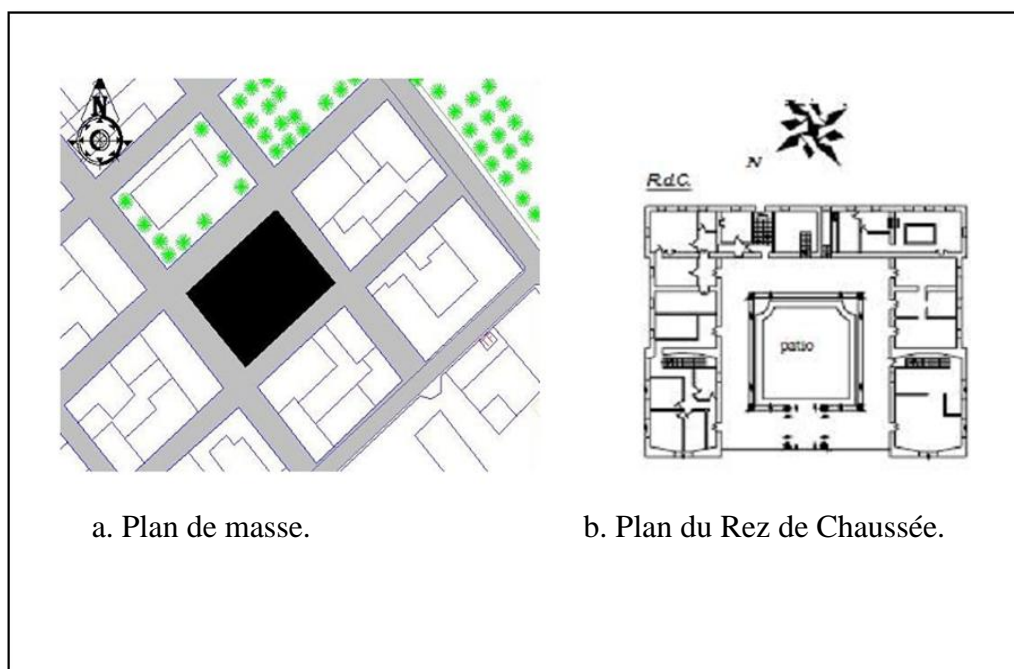 N
N
R.d.C.
patio
a. Plan de masse.
b. Plan du Rez de Chaussée.